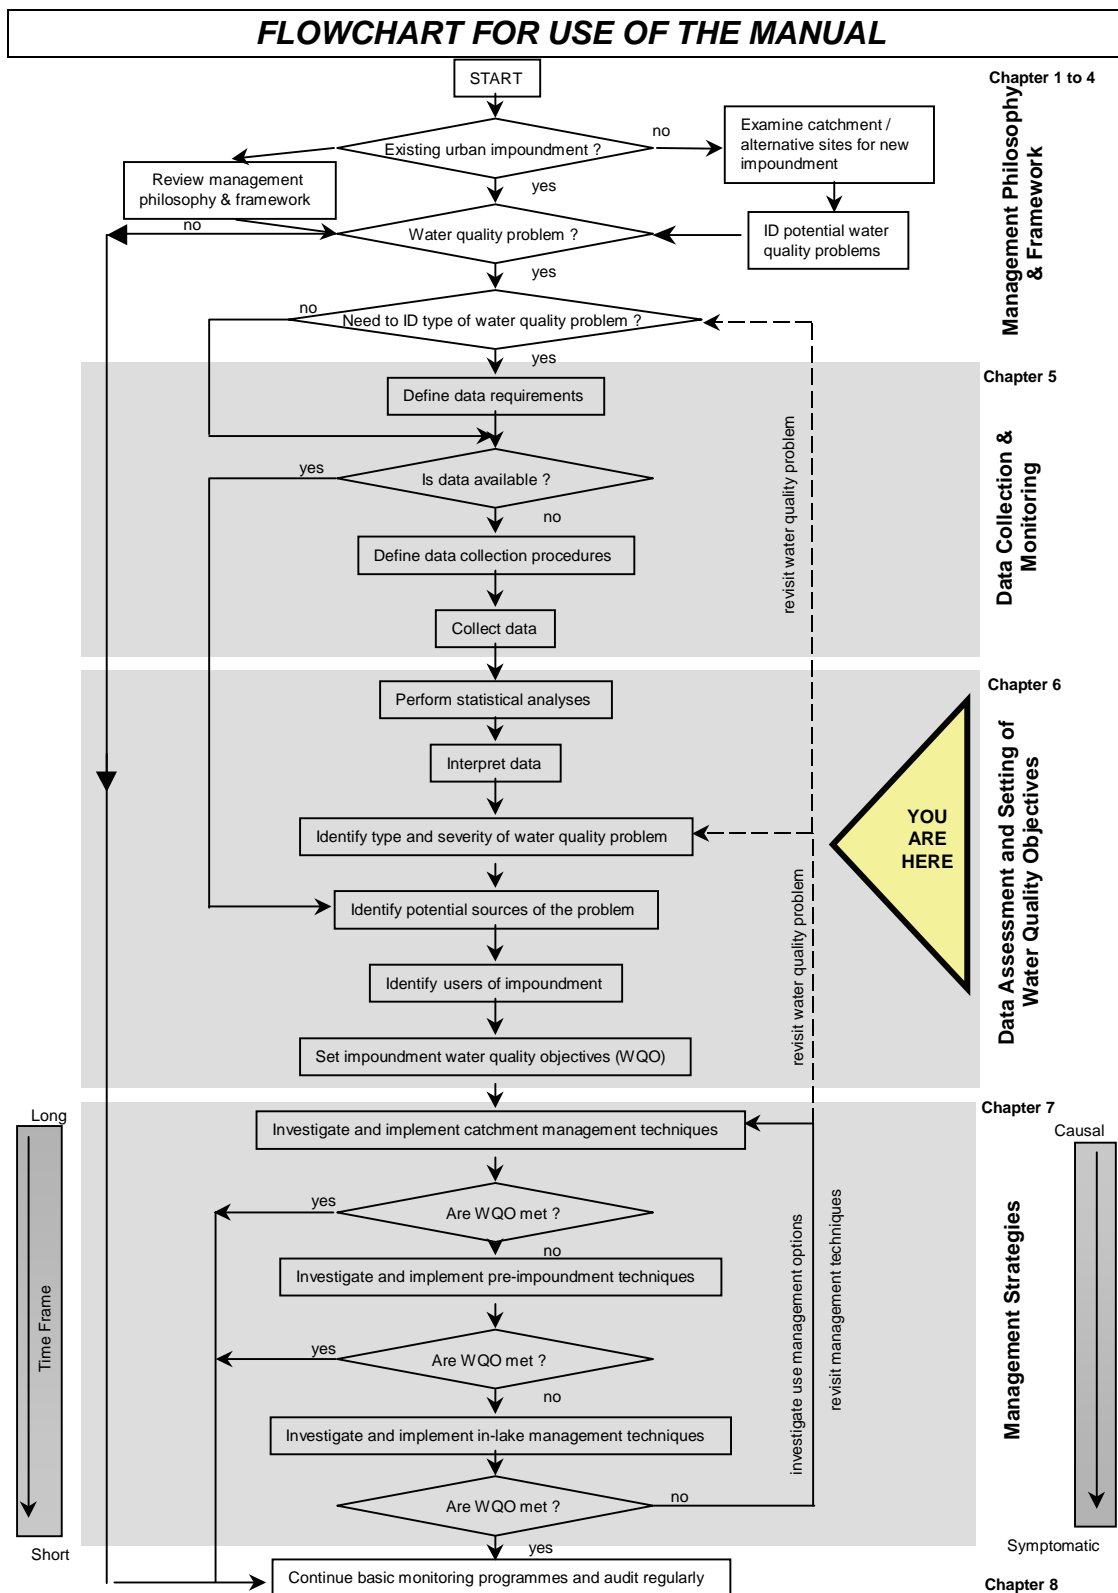 FLOWCHART FOR USE OF THE MANUAL
START
Chapter 1 to 4
Management Philosophy
& Framework
Existing urban impoundment ?
no
Examine catchment /
alternative sites for new
impoundment
Review management
philosophy & framework
yes
no
Water quality problem ?
ID potential water
quality problems
yes
no
Need to ID type of water quality problem ?
yes
Chapter 5
Data Collection &
Monitoring
Define data requirements
yes
Is data available ?
no
Define data collection procedures
revisit water quality problem
Collect data
Chapter 6
Data Assessment and Setting of
Water Quality Objectives
Perform statistical analyses
Interpret data
Identify type and severity of water quality problem
YOU
ARE
HERE
Identify potential sources of the problem
revisit water quality problem
Identify users of impoundment
Set impoundment water quality objectives (WQO)
Chapter 7
Management Strategies
Long
Time Frame
Short
Causal
Symptomatic
Investigate and implement catchment management techniques
yes
Are WQO met ?
no
Investigate and implement pre-impoundment techniques
yes
Are WQO met ?
no
investigate use management options
revisit management techniques
Investigate and implement in-lake management techniques
Are WQO met ?
no
yes
Continue basic monitoring programmes and audit regularly
Chapter 8